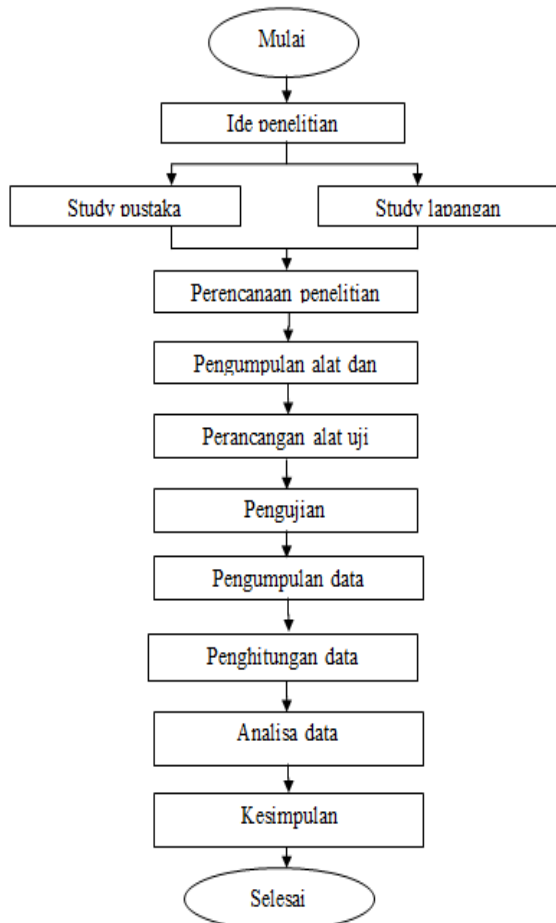 Mulai
Ide penelitian
Study pustaka
Study lapangan
Perencanaan penelitian
Pengumpulan alat dan
Perancangan alat uji
Pengujian
Pengumpulan data
Penghitungan data
Analisa data
Kesimpulan
Selesai